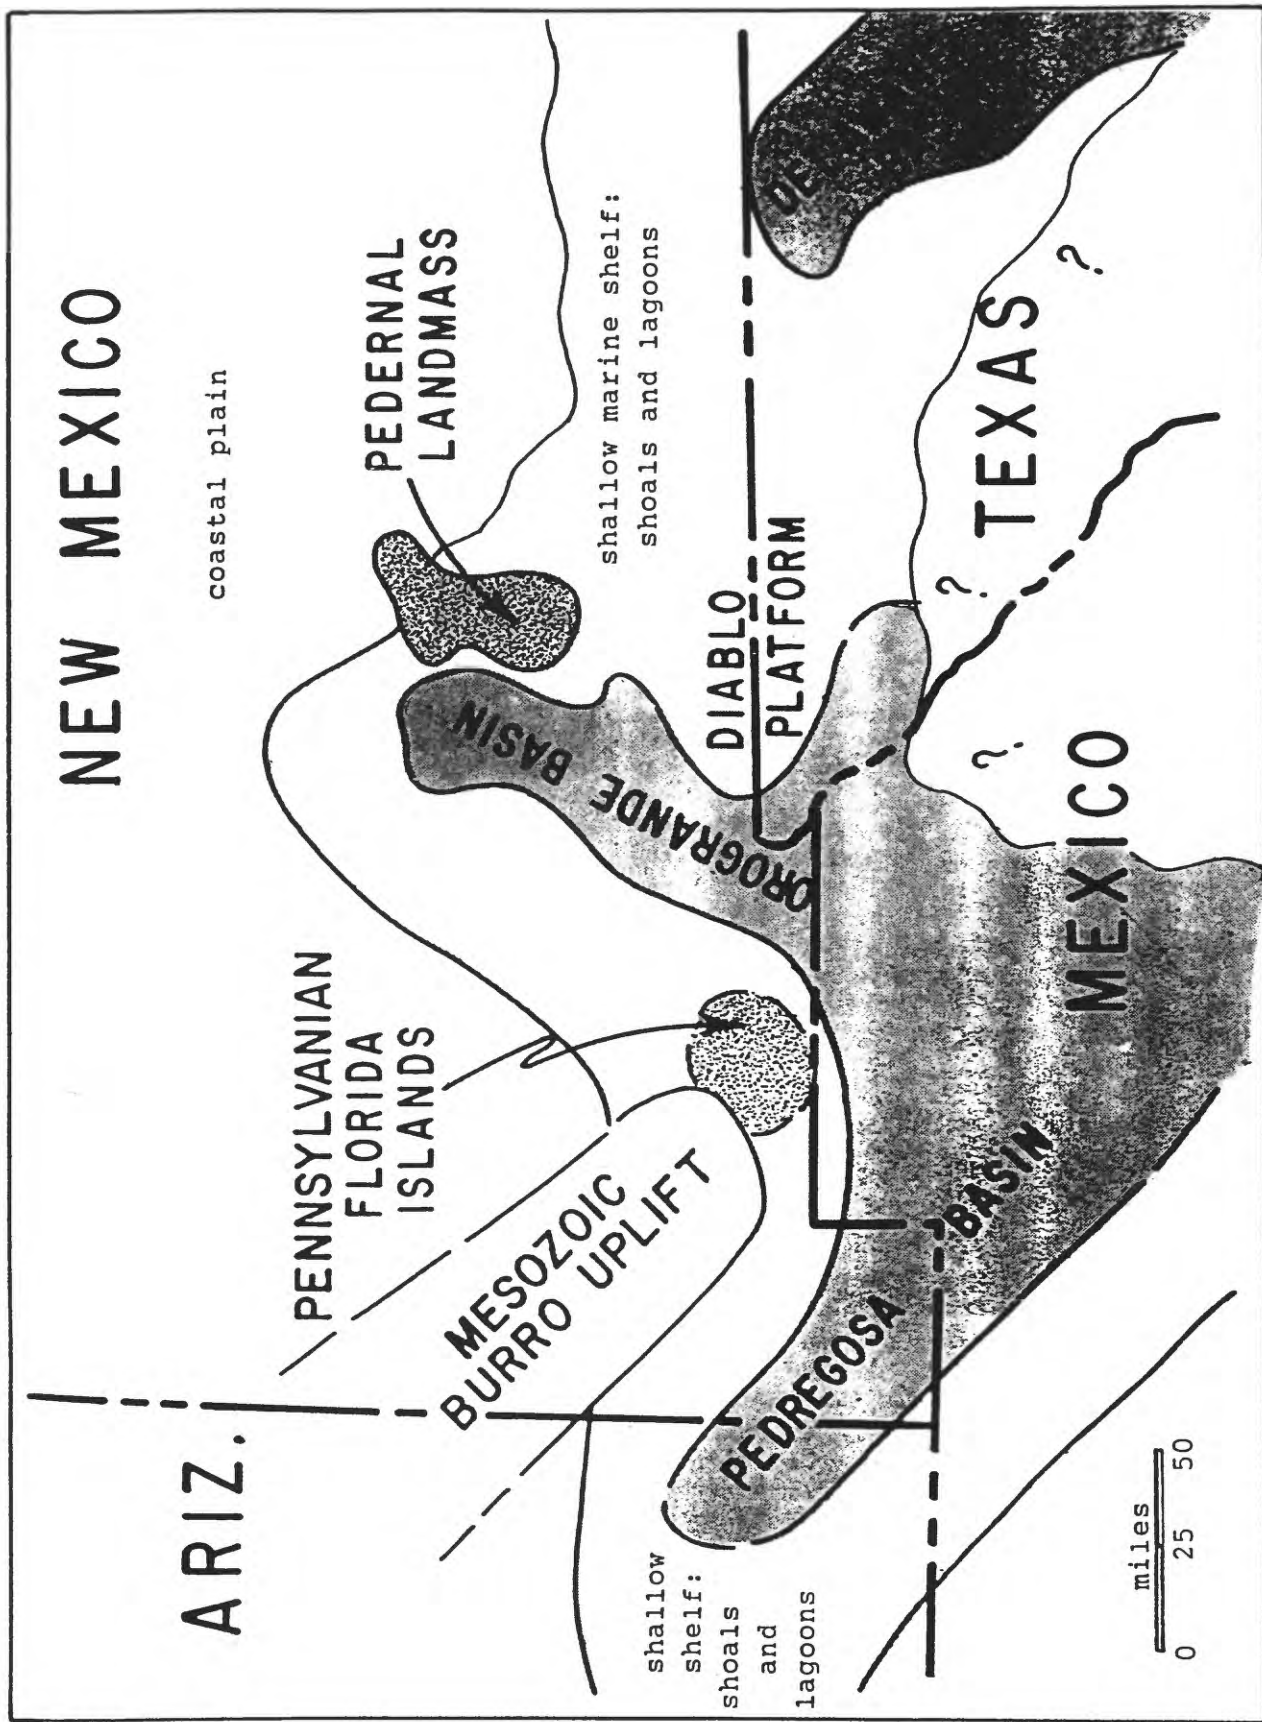 NEW MEXICO
ARIZ.
coastal plain
PEDERNAL
LANDMASS
PENNSYLVANIAN
FLORIDA
ISLANDS
MESOZOIC
BURRO UPLIFT
shallow marine shelf:
shoals and lagoons
OROGRANDE BASIN
DIABLO
PLATFORM
DE
shallow
shelf:
shoals
and
lagoons
PEDREGOSA
BASIN
TEXAS
?
?
?
MEXICO
miles
0 25 50